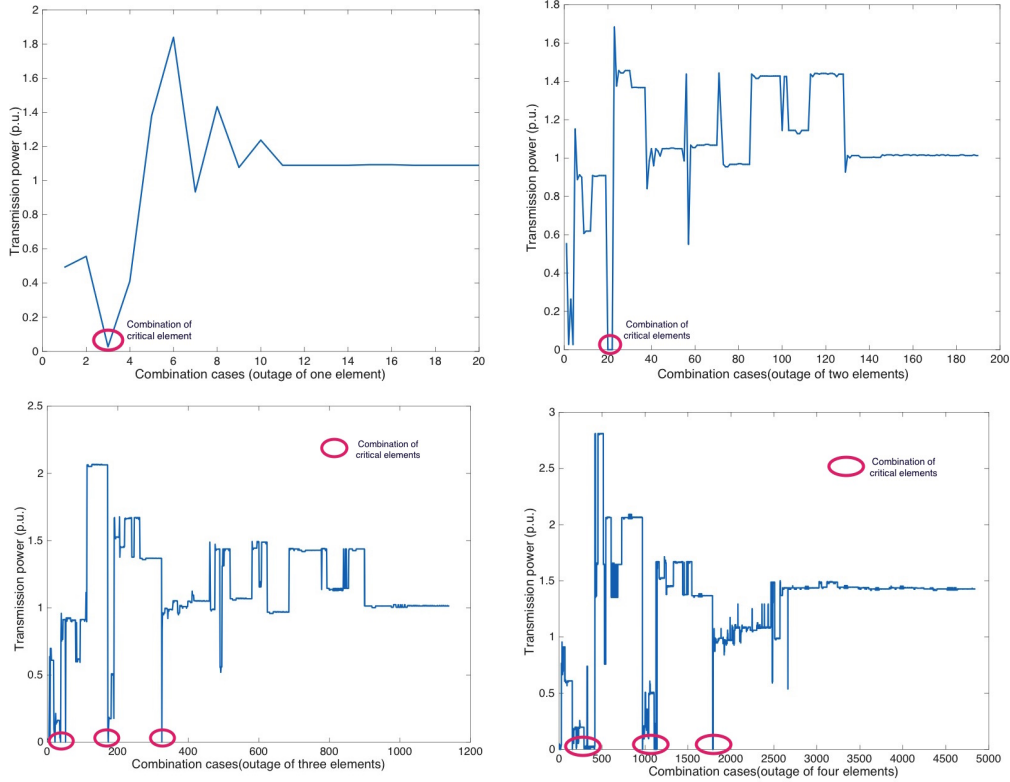 2
1.8
1.6
1.4
1.2
1
0.8
0.6
0.4
0.2
0
Transmission power (p.u.)
Combination of
critical element
0 2 4 6 8 10 12 14 16 18 20
Combination cases (outage of one element)
1.8
1.6
1.4
1.2
1
0.8
0.6
0.4
0.2
0
Transmission power (p.u.)
Combination of
critical elements
0 20 40 60 80 100 120 140 160 180 200
Combination cases(outage of two elements)
2.5
2
1.5
1
0.5
0
Transmission power (p.u.)
Combination of
critical elements
0 200 400 600 800 1000 1200
Combination cases(outage of three elements)
3
2.5
2
1.5
1
0.5
0
Transmission power (p.u.)
Combination of
critical elements
0 500 1000 1500 2000 2500 3000 3500 4000 4500 5000
Combination cases(outage of four elements)